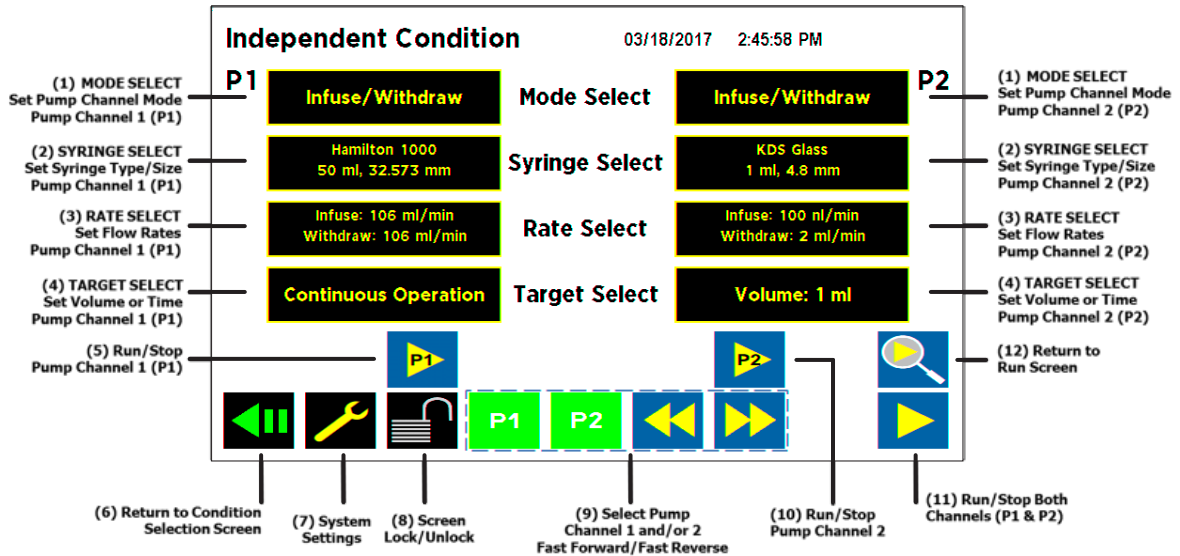 Independent Condition
03/18/2017 2:45:58 PM
P1
P2
(1) MODE SELECT
Set Pump Channel Mode
Pump Channel 1 (P1)
Infuse/Withdraw
Mode Select
Infuse/Withdraw
(1) MODE SELECT
Set Pump Channel Mode
Pump Channel 2 (P2)
(2) SYRINGE SELECT
Set Syringe Type/Size
Pump Channel 1 (P1)
Hamilton 1000
50 ml, 32.573 mm
Syringe Select
KDS Glass
1 ml, 4.8 mm
(2) SYRINGE SELECT
Set Syringe Type/Size
Pump Channel 2 (P2)
(3) RATE SELECT
Set Flow Rates
Pump Channel 1 (P1)
Infuse: 106 ml/min
Withdraw: 106 ml/min
Rate Select
Infuse: 100 nl/min
Withdraw: 2 ml/min
(3) RATE SELECT
Set Flow Rates
Pump Channel 2 (P2)
(4) TARGET SELECT
Set Volume or Time
Pump Channel 1 (P1)
Continuous Operation
Target Select
Volume: 1 ml
(4) TARGET SELECT
Set Volume or Time
Pump Channel 2 (P2)
(5) Run/Stop
Pump Channel 1 (P1)
P1
P2
(12) Return to
Run Screen
P1
P2
(6) Return to Condition
Selection Screen
(7) System
Settings
(8) Screen
Lock/Unlock
(9) Select Pump
Channel 1 and/or 2
Fast Forward/Fast Reverse
(10) Run/Stop
Pump Channel 2
(11) Run/Stop Both
Channels (P1 & P2)